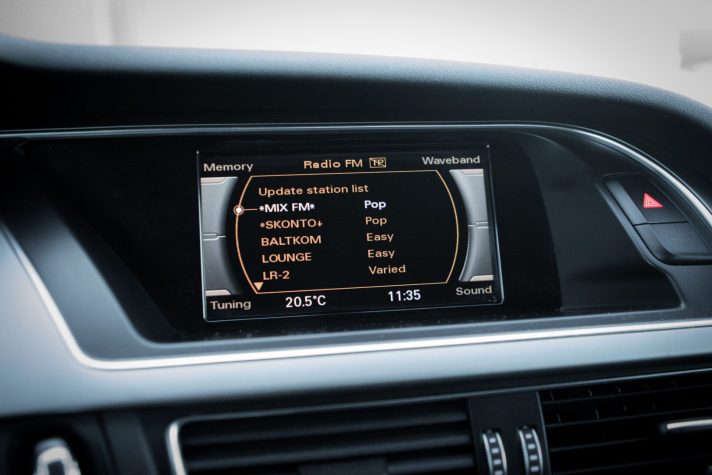 Memory Radio FM TP Waveband
Update station list
*MIX FM* Pop
*SKONTO+ Pop
BALTKOM Easy
LOUNGE Easy
LR-2 Varied
Tuning 20.5°C 11:35 Sound